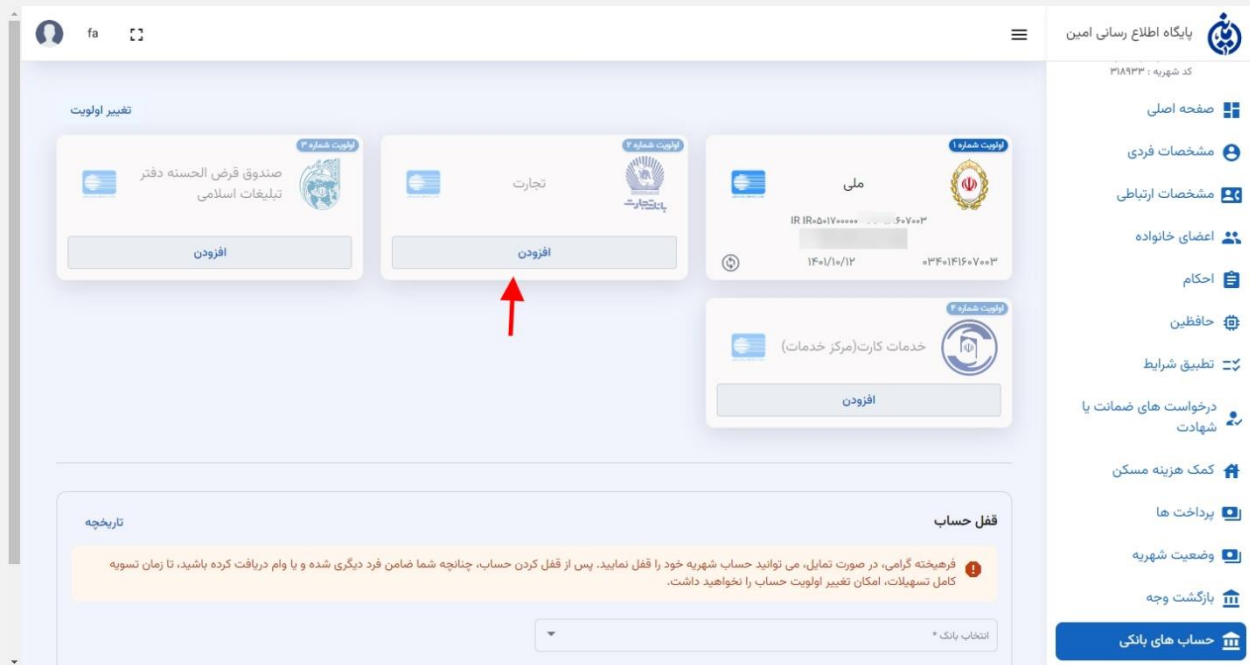 پایگاه اطلاع رسانی امین
fa
کد شهریه : ۳۱۸۹۳۳
صفحه اصلی
مشخصات فردی
مشخصات ارتباطی
اعضای خانواده
احکام
حافظین
تطبیق شرایط
درخواست های ضمانت یا
شهادت
کمک هزینه مسکن
پرداخت ها
وضعیت شهریه
بازگشت وجه
حساب های بانکی
تغییر اولویت
اولویت شماره ۱
ملی
۱۴۰۱/۱۰/۱۲
۰۳۴۰۱۴۱۶۰۷۰۰۳
اولویت شماره ۲
تجارت
بانک تجارت
افزودن
اولویت شماره ۳
صندوق قرض الحسنه دفتر
تبلیغات اسلامی
افزودن
اولویت شماره ۴
خدمات کارت(مرکز خدمات)
افزودن
قفل حساب
تاریخچه
فرهیخته گرامی، در صورت تمایل، می توانید حساب شهریه خود را قفل نمایید. پس از قفل کردن حساب، چنانچه شما ضامن فرد دیگری شده و یا وام دریافت کرده باشید، تا زمان تسویه
کامل تسهیلات، امکان تغییر اولویت حساب را نخواهید داشت.
انتخاب بانک *